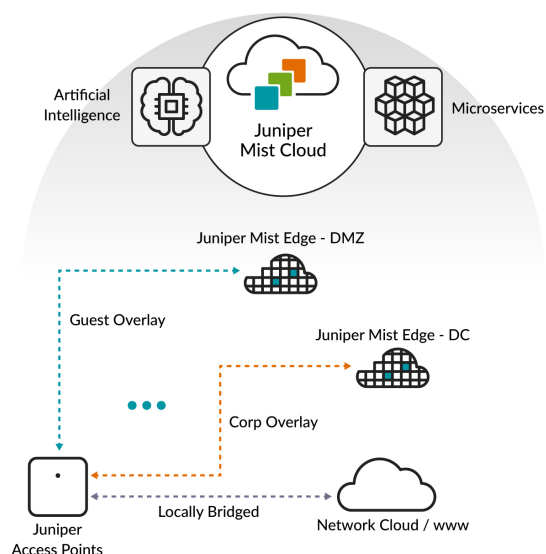 Artificial
Intelligence
Juniper
Mist Cloud
Microservices
Juniper Mist Edge - DMZ
Guest Overlay
Juniper Mist Edge - DC
Corp Overlay
Locally Bridged
Juniper
Access Points
Network Cloud / www